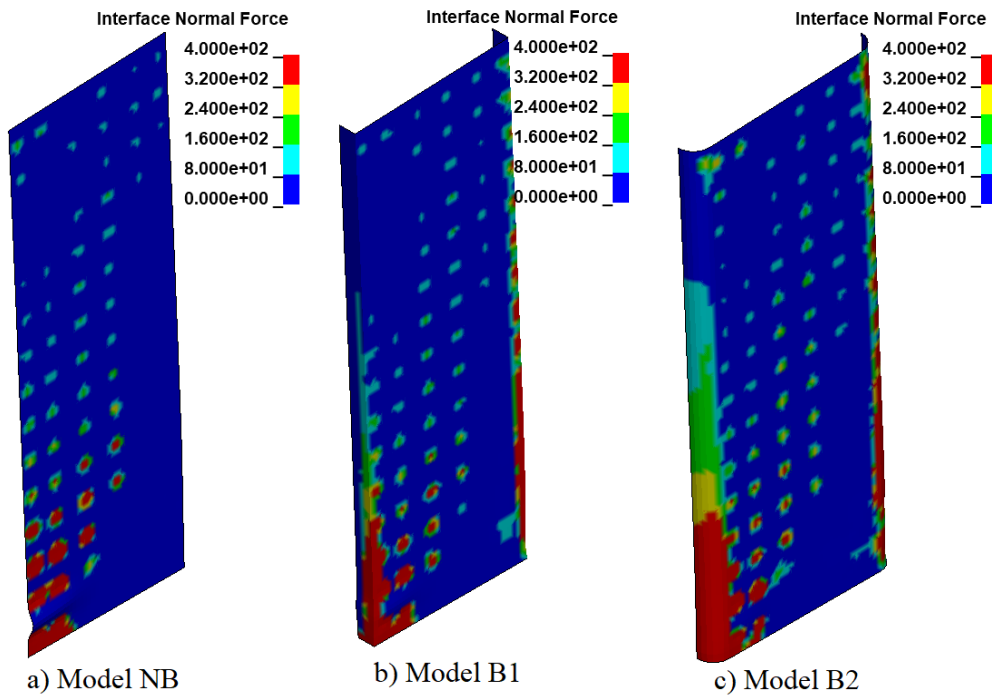 Interface Normal Force
4.000e+02
3.200e+02
2.400e+02
1.600e+02
8.000e+01
0.000e+00
a) Model NB
Interface Normal Force
4.000e+02
3.200e+02
2.400e+02
1.600e+02
8.000e+01
0.000e+00
b) Model B1
Interface Normal Force
4.000e+02
3.200e+02
2.400e+02
1.600e+02
8.000e+01
0.000e+00
c) Model B2